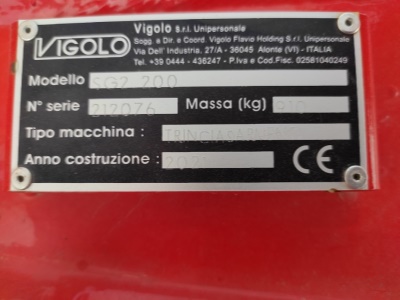 VIGOLO
Vigolo S.r.l. Unipersonale
Sogg. a Dir. e Coord. Vigolo Flavio Holding S.r.l. Unipersonale
Via Dell' Industria, 27/A - 36045 Alonte (VI) - ITALIA
Tel. +39 0444 - 436247 - P.Iva e Cod.Fisc. 02581040249
Modello SG2 200
N° serie 212076 Massa (kg) 910
Tipo macchina :
Anno costruzione :
CE